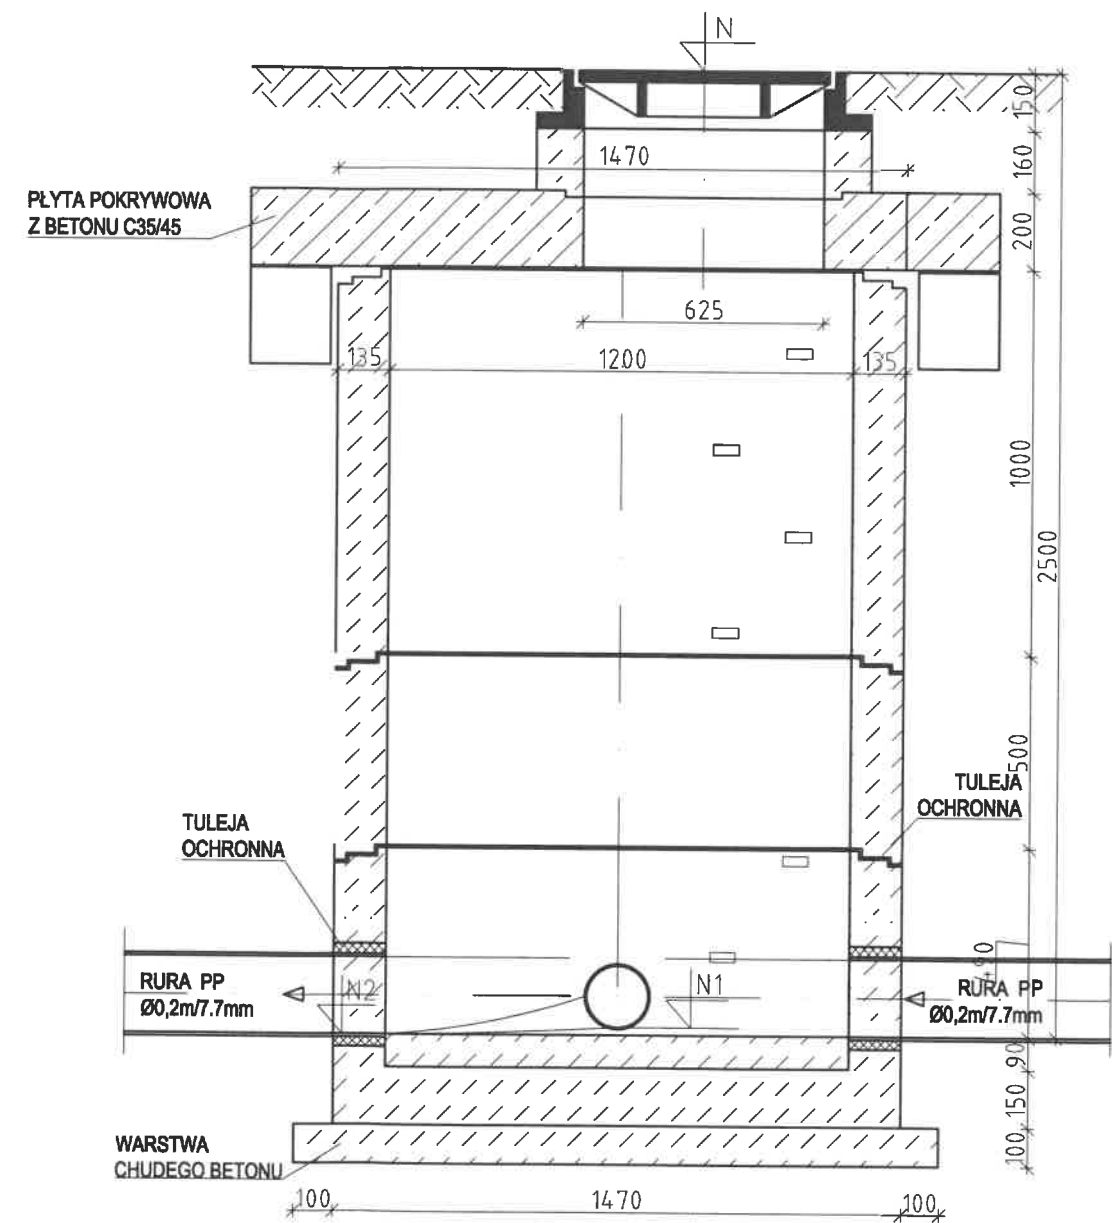 N
150
1470
160
PŁYTA POKRYWOWA
Z BETONU C35/45
200
625
135
1200
135
1000
2500
500
TULEJA
OCHRONNA
TULEJA
OCHRONNA
490
RURA PP
Ø0,2m/7.7mm
N2
N1
RURA PP
Ø0,2m/7.7mm
90
150
WARSTWA
CHUDEGO BETONU
100
100
1470
100